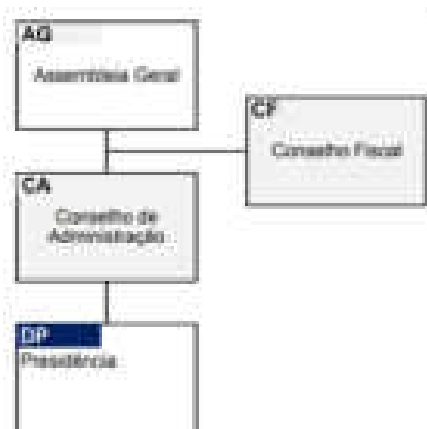 AG
Assembleia Geral
CF
Conselho Fiscal
CA
Conselho de
Administração
DP
Presidência